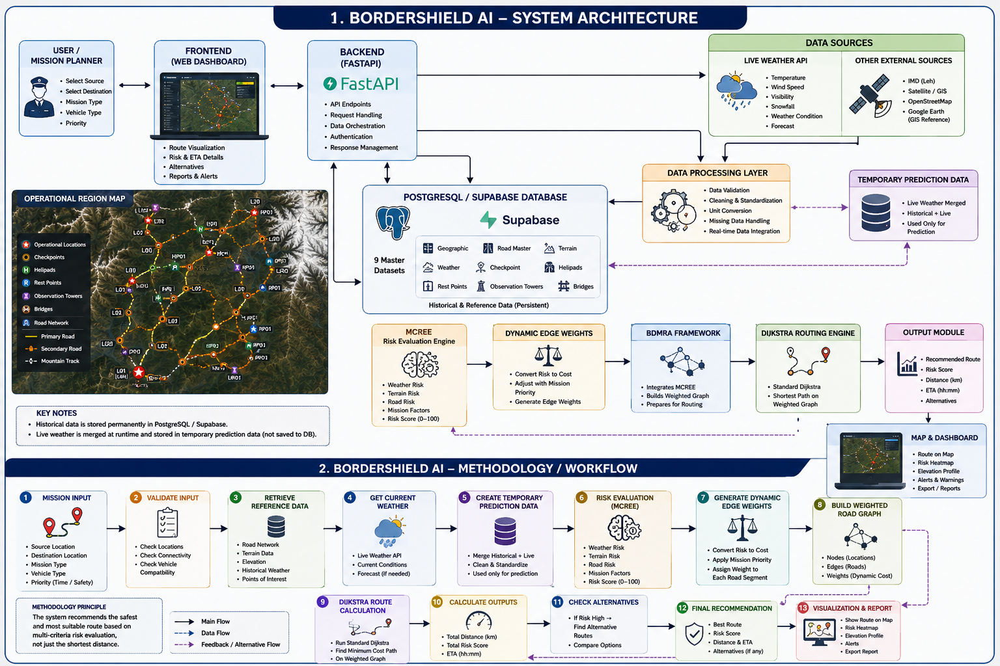 1. BORDERSHIELD AI – SYSTEM ARCHITECTURE
USER /
MISSION PLANNER
• Select Source
• Select Destination
• Mission Type
• Vehicle Type
• Priority
FRONTEND
(WEB DASHBOARD)
• Route Visualization
• Risk & ETA Details
• Alternatives
• Reports & Alerts
BACKEND
(FASTAPI)
FastAPI
• API Endpoints
• Request Handling
• Data Orchestration
• Authentication
• Response Management
DATA SOURCES
LIVE WEATHER API
• Temperature
• Wind Speed
• Visibility
• Snowfall
• Weather Condition
• Forecast
OTHER EXTERNAL SOURCES
• IMD (Leh)
• Satellite / GIS
• OpenStreetMap
• Google Earth
(GIS Reference)
DATA PROCESSING LAYER
• Data Validation
• Cleaning & Standardization
• Unit Conversion
• Missing Data Handling
• Real-time Data Integration
TEMPORARY PREDICTION DATA
• Live Weather Merged
• Historical + Live
• Used Only for
Prediction
POSTGRESQL / SUPABASE DATABASE
Supabase
9 Master
Datasets
Geographic
Road Master
Terrain
Weather
Checkpoint
Helipads
Rest Points
Observation Towers
Bridges
Historical & Reference Data (Persistent)
OPERATIONAL REGION MAP
Operational Locations
Checkpoints
Helipads
Rest Points
Observation Towers
Bridges
Road Network
Primary Road
Secondary Road
Mountain Track
L20
HP01
L01
KEY NOTES
• Historical data is stored permanently in PostgreSQL / Supabase.
• Live weather is merged at runtime and stored in temporary prediction data (not saved to DB).
MCREE
Risk Evaluation Engine
• Weather Risk
• Terrain Risk
• Road Risk
• Mission Factors
• Risk Score (0–100)
DYNAMIC EDGE WEIGHTS
• Convert Risk to Cost
• Adjust with Mission
Priority
• Generate Edge Weights
BDMRA FRAMEWORK
• Integrates MCREE
• Builds Weighted Graph
• Prepares for Routing
DIJKSTRA ROUTING ENGINE
• Standard Dijkstra
• Shortest Path on
Weighted Graph
OUTPUT MODULE
• Recommended Route
• Risk Score
• Distance (km)
• ETA (hh:mm)
• Alternatives
MAP & DASHBOARD
• Route on Map
• Risk Heatmap
• Elevation Profile
• Alerts & Warnings
• Export / Reports
2. BORDERSHIELD AI – METHODOLOGY / WORKFLOW
1 MISSION INPUT
• Source Location
• Destination Location
• Mission Type
• Vehicle Type
• Priority (Time / Safety)
2 VALIDATE INPUT
• Check Locations
• Check Connectivity
• Check Vehicle
Compatbility
3 RETRIEVE
REFERENCE DATA
• Road Network
• Terrain Data
• Elevation
• Historical Weather
• Points of Interest
4 GET CURRENT
WEATHER
• Live Weather API
• Current Conditions
• Forecast (if needed)
5 CREATE TEMPORARY
PREDICTION DATA
• Merge Historical + Live
• Clean & Standardize
• Used only for prediction
6 RISK EVALUATION
(MCREE)
• Weather Risk
• Terrain Risk
• Road Risk
• Mission Factors
• Risk Score (0–100)
7 GENERATE DYNAMIC
EDGE WEIGHTS
• Convert Risk to Cost
• Apply Mission Priority
• Assign Weight to
Each Road Segment
8 BUILD WEIGHTED
ROAD GRAPH
• Nodes (Locations)
• Edges (Roads)
• Weights (Dynamic Cost)
METHODOLOGY PRINCIPLE
The system recommends the safest
and most suitable route based on
multi-criteria risk evaluation,
not just the shortest distance.
Main Flow
Data Flow
Feedback / Alternative Flow
9 DIJKSTRA ROUTE
CALCULATION
• Run Standard Dijkstra
• Find Minimum Cost Path
• On Weighted Graph
10 CALCULATE OUTPUTS
• Total Distance (km)
• Total Risk Score
• ETA (hh:mm)
11 CHECK ALTERNATIVES
• If Risk High →
Find Alternative
Routes
• Compare Options
12 FINAL RECOMMENDATION
• Best Route
• Risk Score
• Distance & ETA
• Alternatives (if any)
13 VISUALIZATION & REPORT
• Show Route on Map
• Risk Heatmap
• Elevation Profile
• Alerts
• Export Report